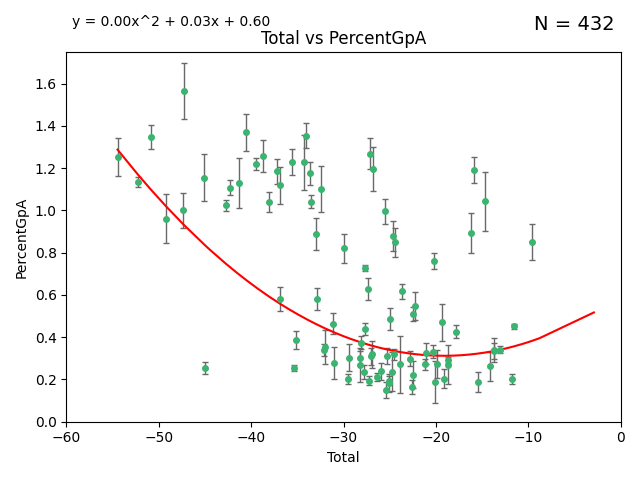 y = 0.00x^2 + 0.03x + 0.60
N = 432
Total vs PercentGpA
PercentGpA
1.6
1.4
1.2
1.0
0.8
0.6
0.4
0.2
0.0
−60 −50 −40 −30 −20 −10 0
Total